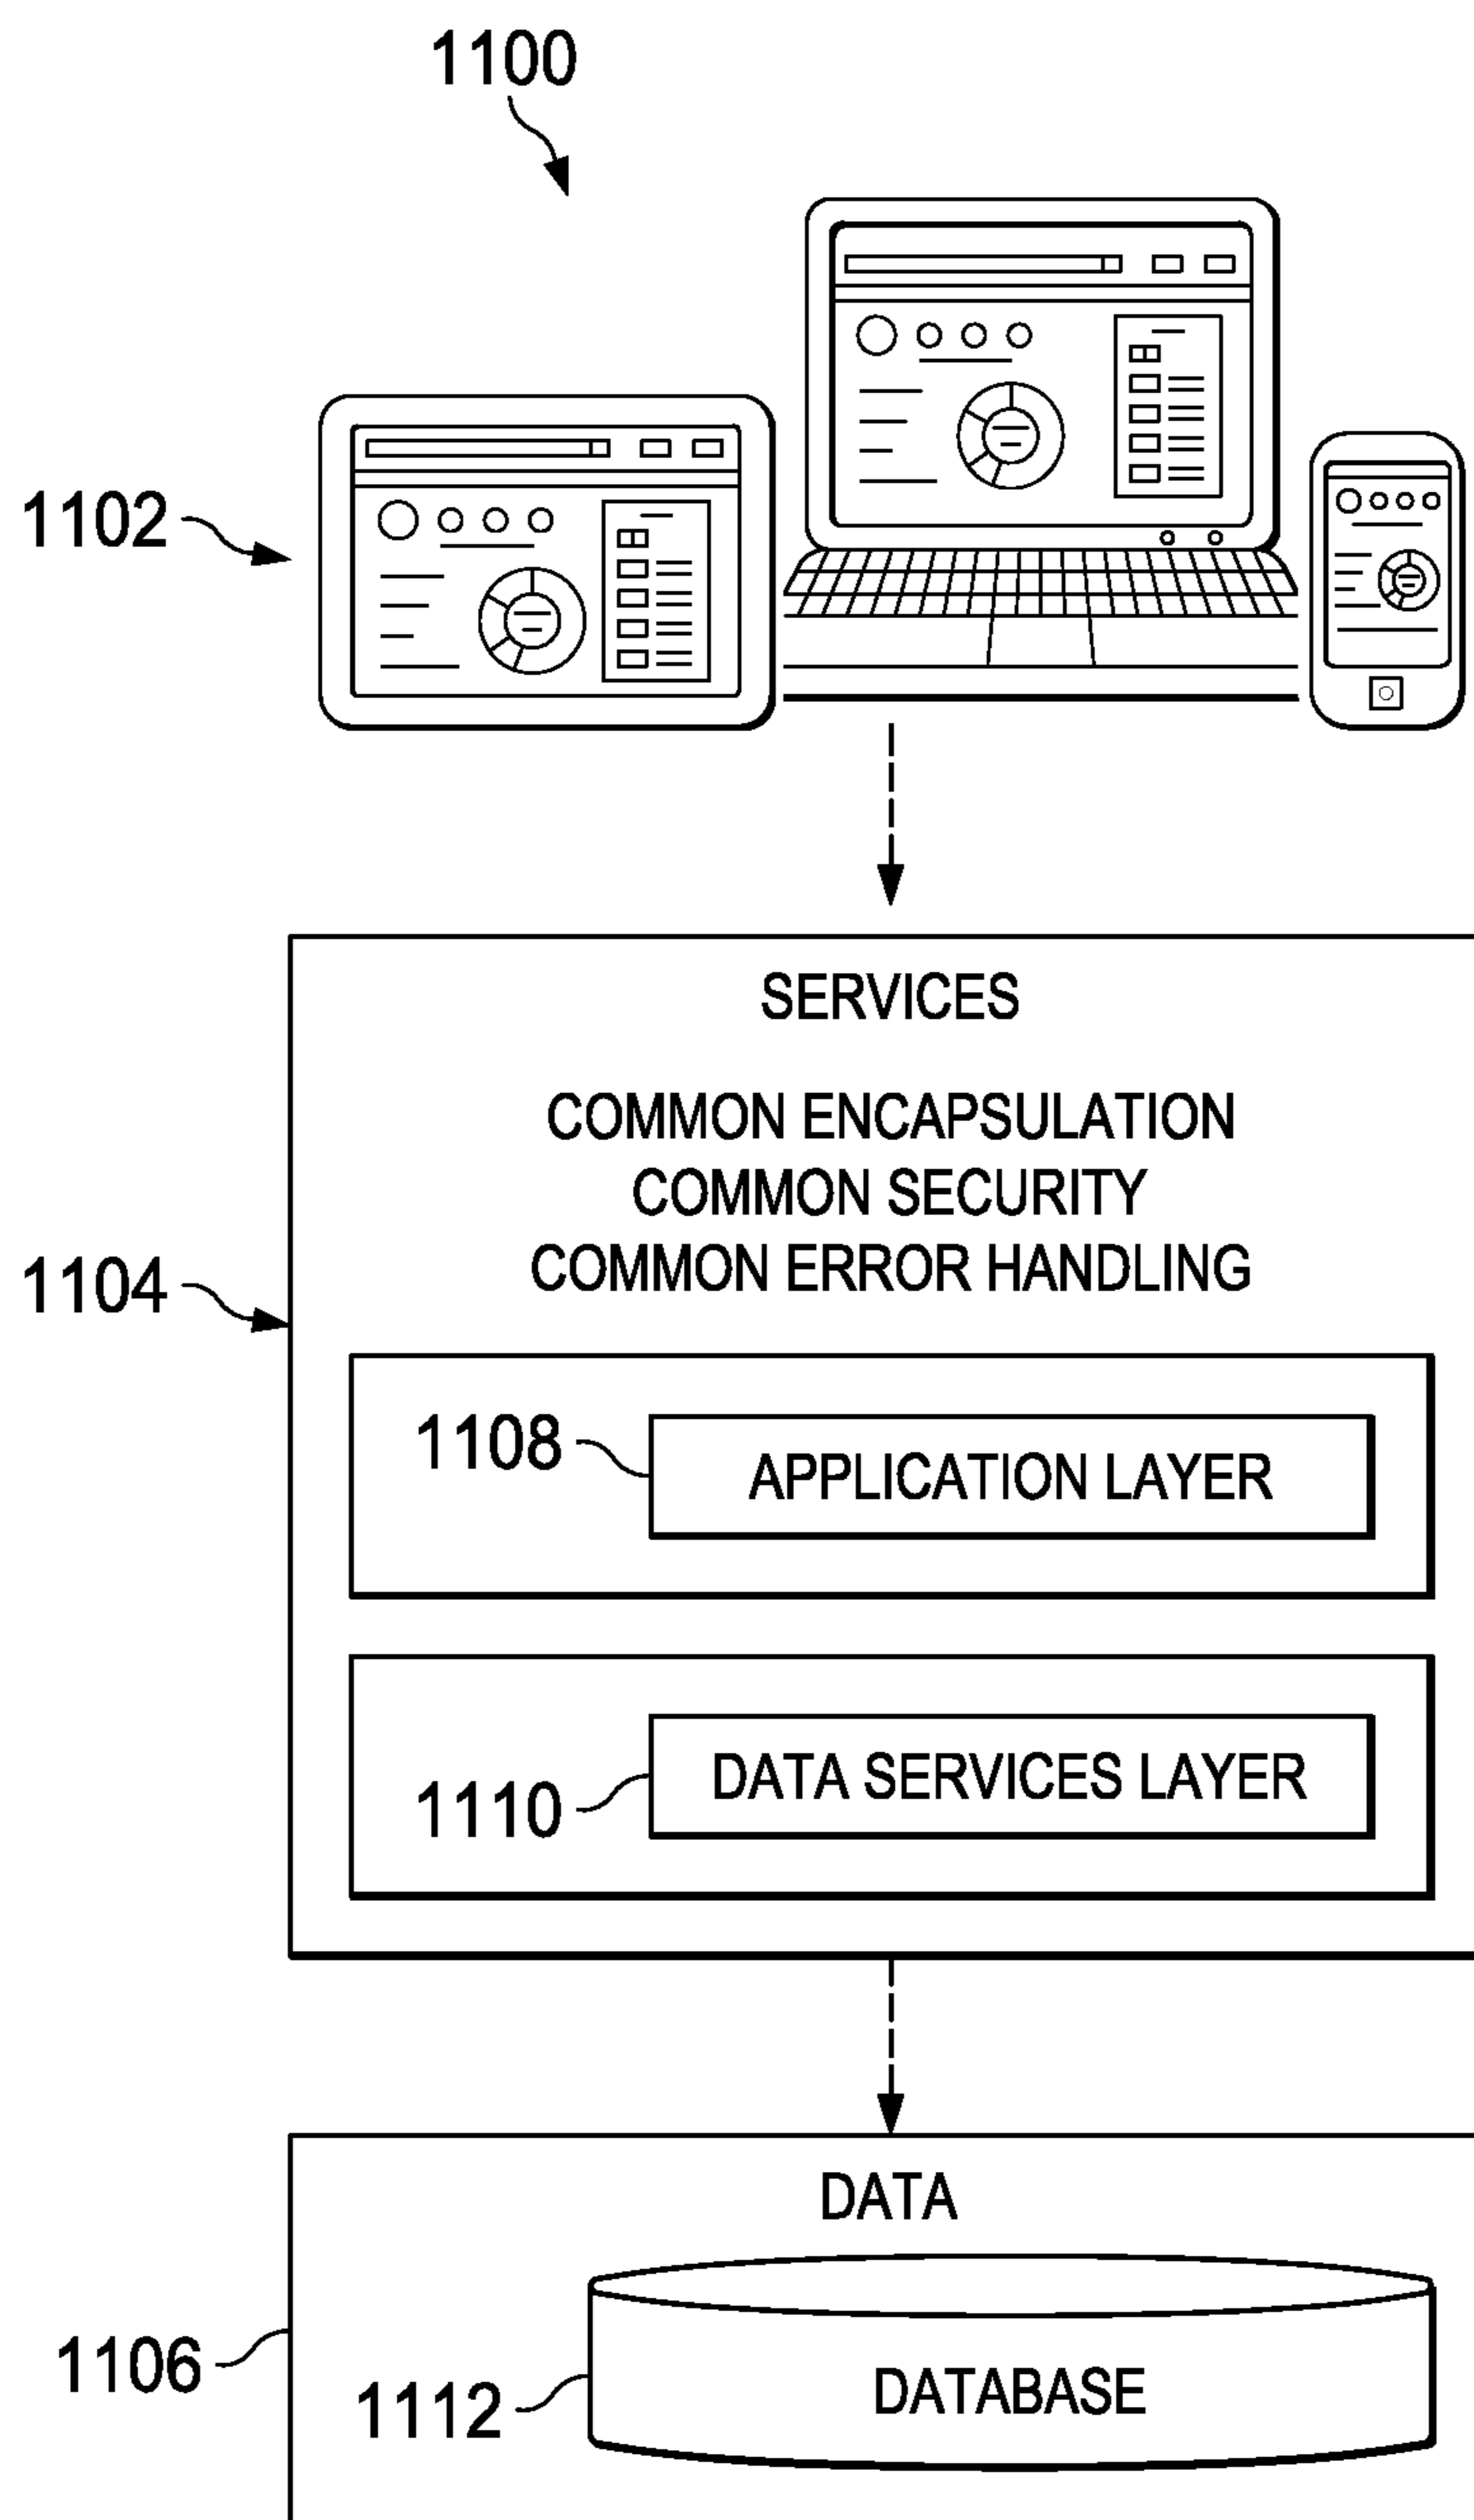 1100
1102
SERVICES
COMMON ENCAPSULATION
COMMON SECURITY
COMMON ERROR HANDLING
1104
1108
APPLICATION LAYER
DATA SERVICES LAYER
1110
DATA
1106
1112
DATABASE